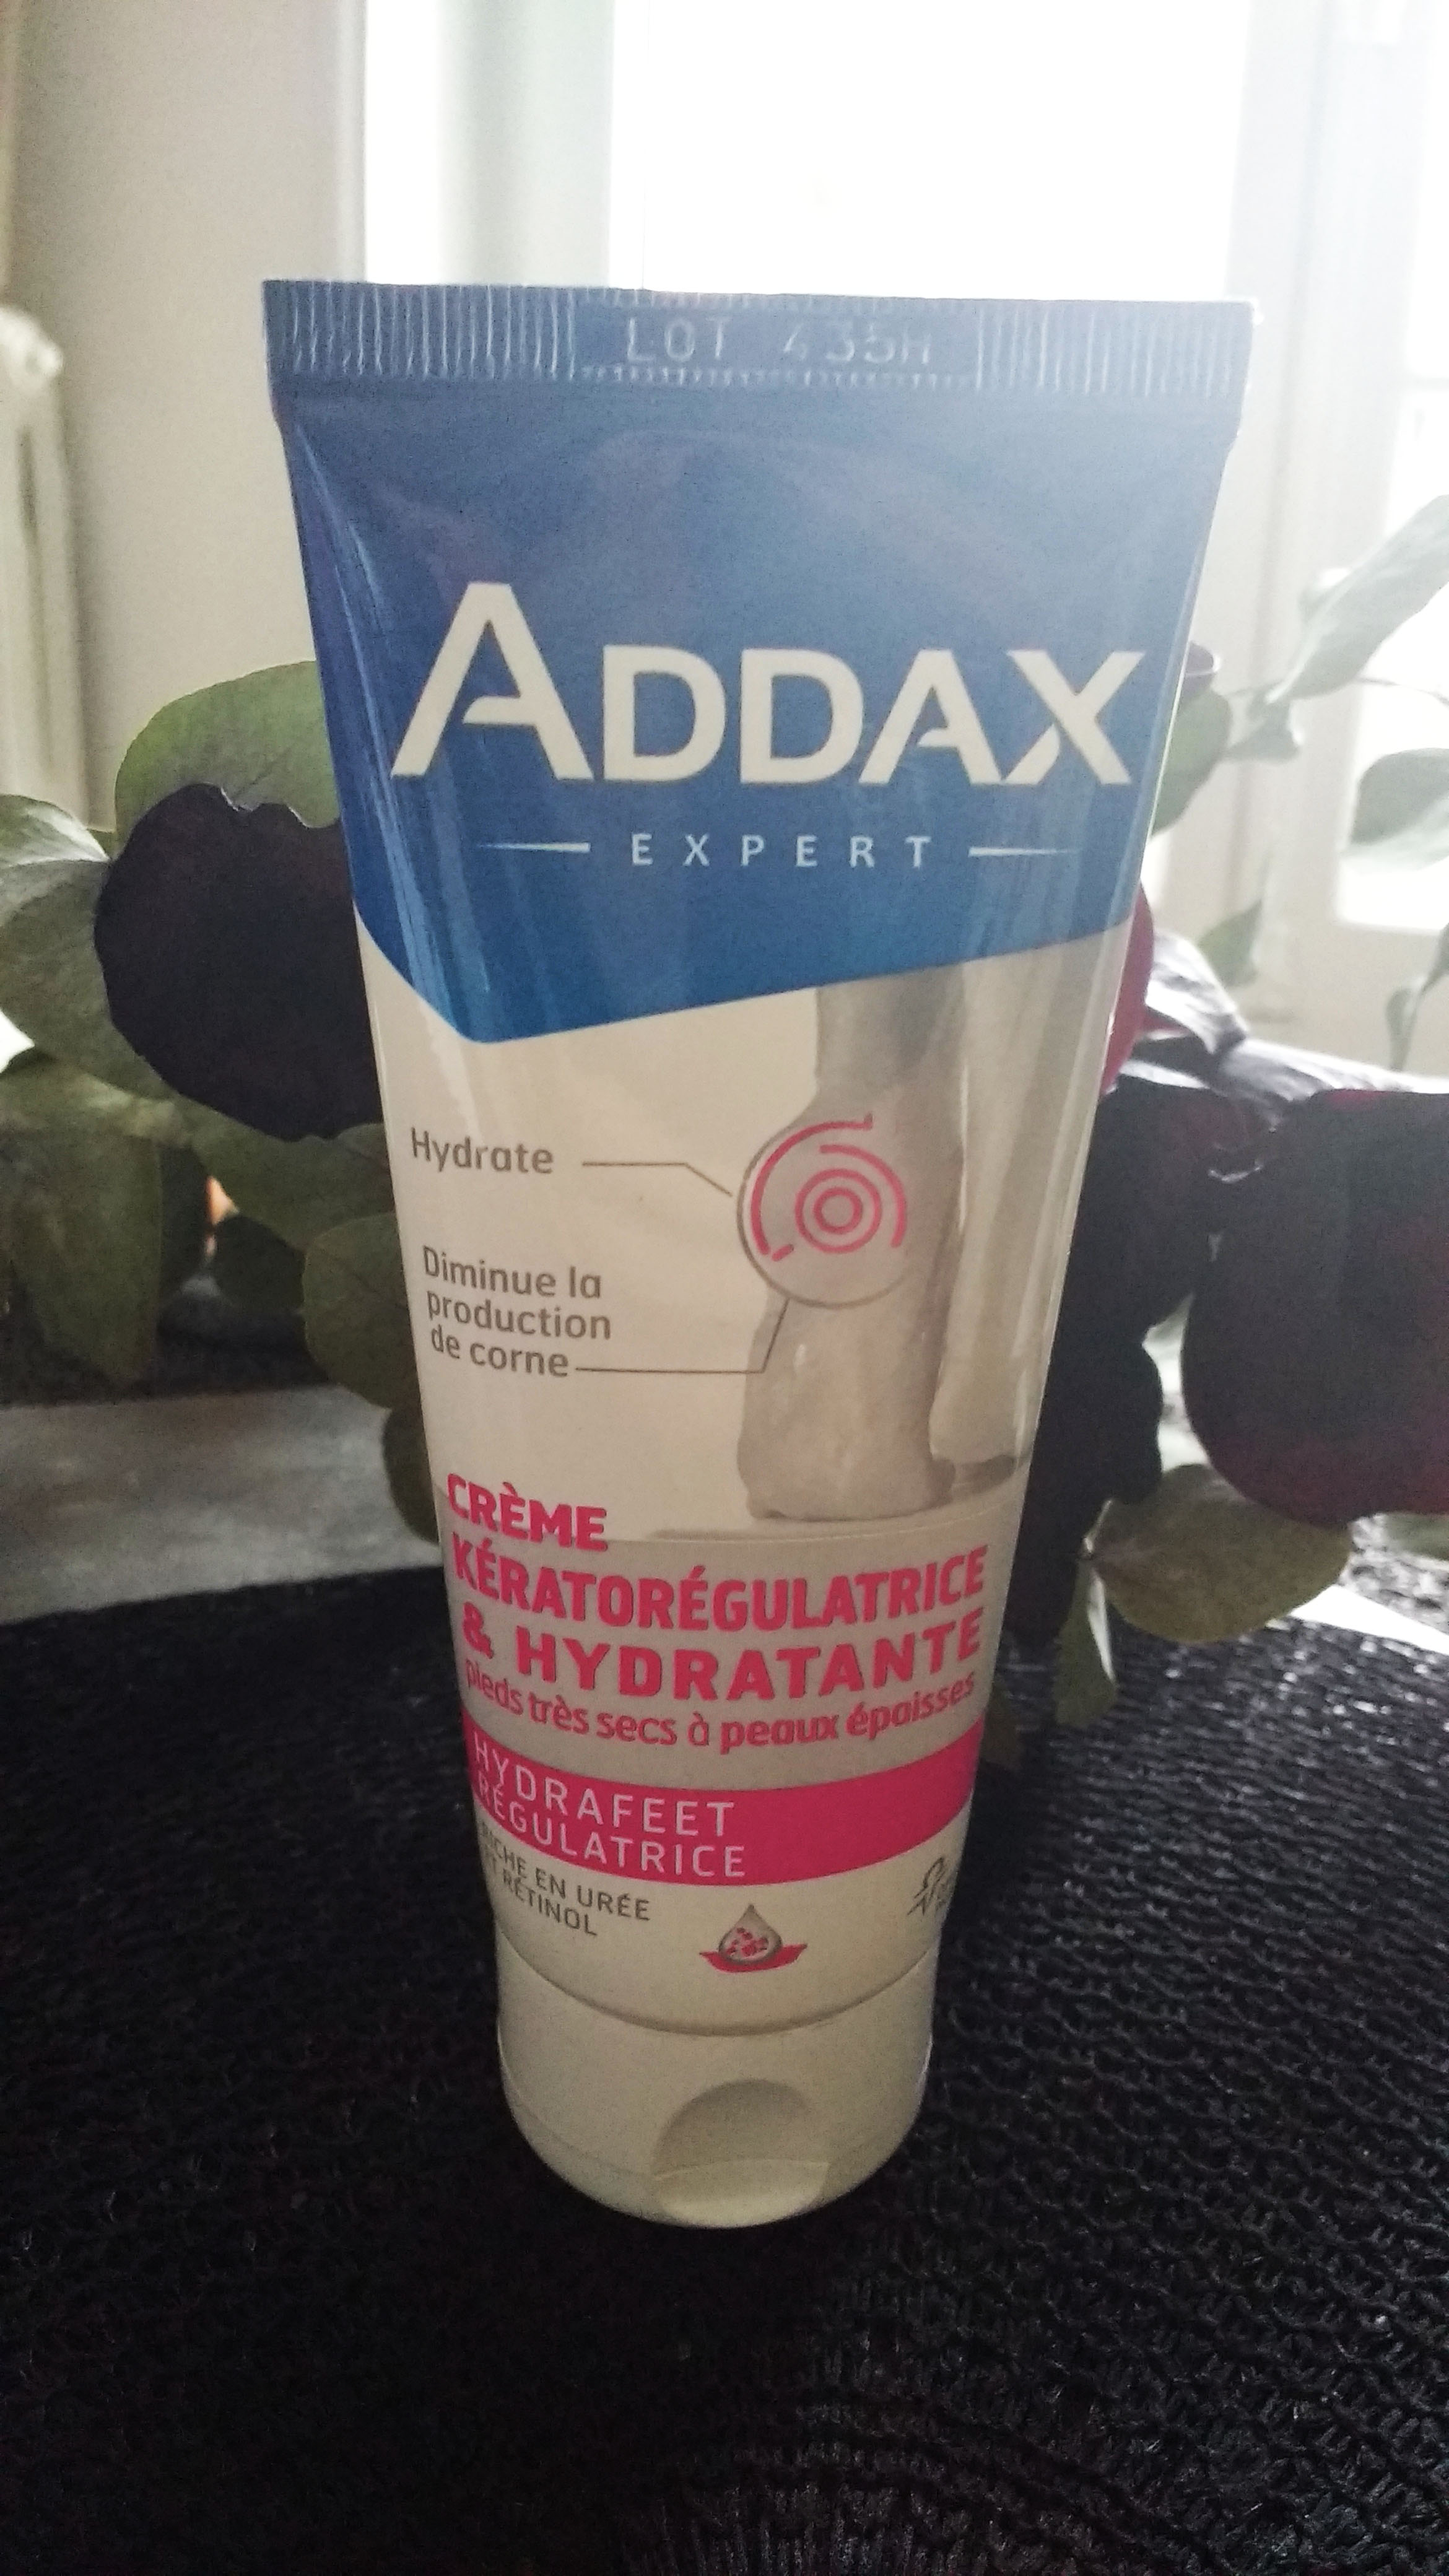 LOT 435H
ADDAX
EXPERT
Hydrate
Diminue la
production
de corne
CRÈME
KÉRATORÉGULATRICE
& HYDRATANTE
pieds très secs à peaux épaisses
HYDRAFEET
RÉGULATRICE
RICHE EN URÉE
ET RÉTINOL